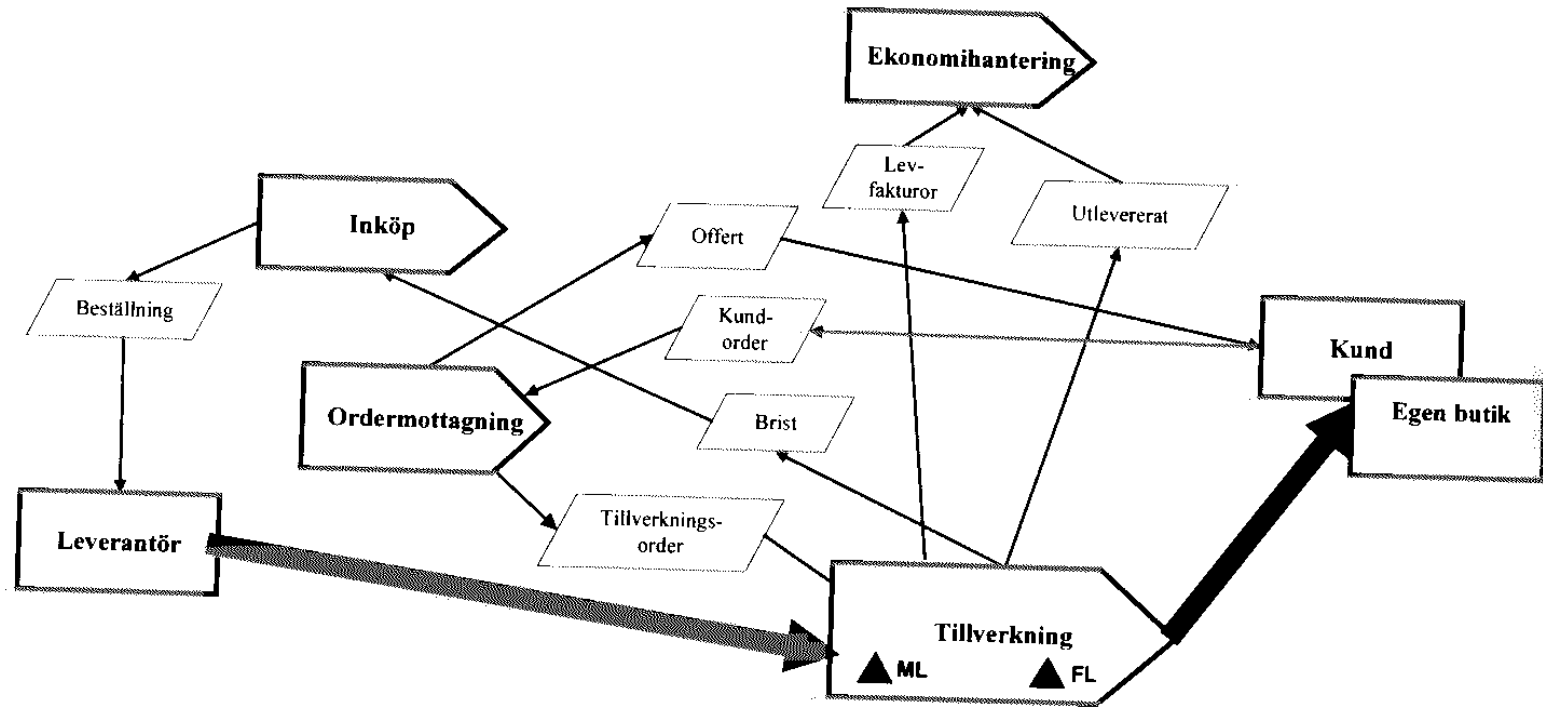 Ekonomihantering
Lev-
fakturor
Utlevererat
Inköp
Offert
Beställning
Kund-
order
Kund
Egen butik
Ordermottagning
Brist
Tillverknings-
order
Leverantör
Tillverkning
ML
FL